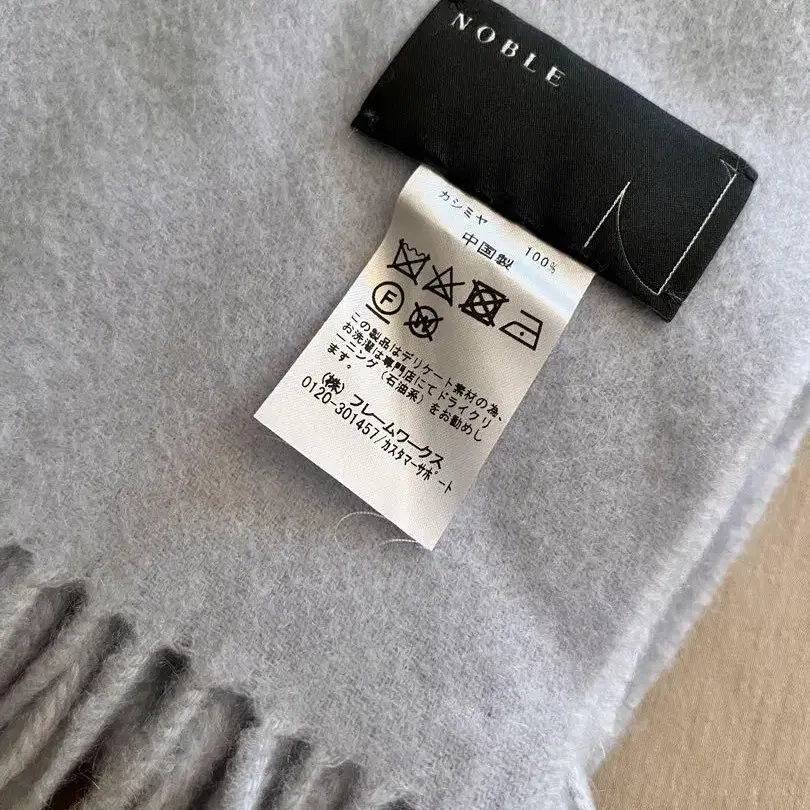 NOBLE
カシミヤ 100%
中国製
F
W
この製品はデリケート素材の為、
お洗濯は専門店にてドライクリ
ーニング(石油系)をお勧めし
ます。
(株)フレームワークス
0120-301457/カスタマーサポート